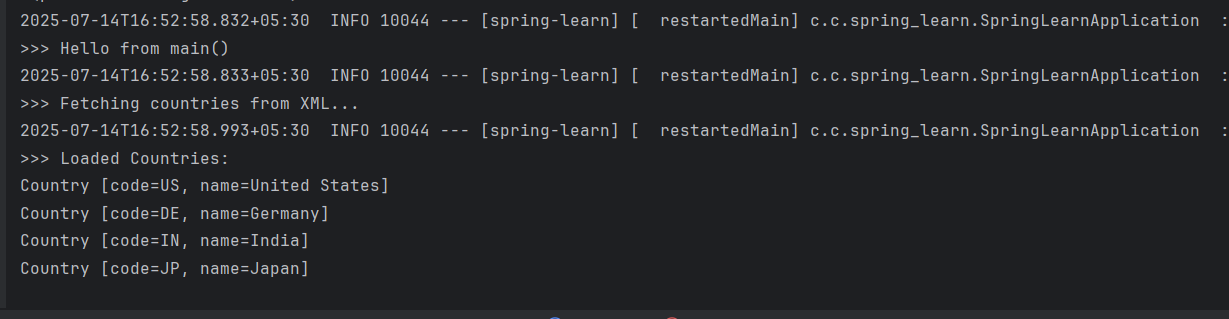 2025-07-14T16:52:58.832+05:30  INFO 10044 --- [spring-learn] [  restartedMain] c.c.spring_learn.SpringLearnApplication  :
>>> Hello from main()
2025-07-14T16:52:58.833+05:30  INFO 10044 --- [spring-learn] [  restartedMain] c.c.spring_learn.SpringLearnApplication  :
>>> Fetching countries from XML...
2025-07-14T16:52:58.993+05:30  INFO 10044 --- [spring-learn] [  restartedMain] c.c.spring_learn.SpringLearnApplication  :
>>> Loaded Countries:
Country [code=US, name=United States]
Country [code=DE, name=Germany]
Country [code=IN, name=India]
Country [code=JP, name=Japan]